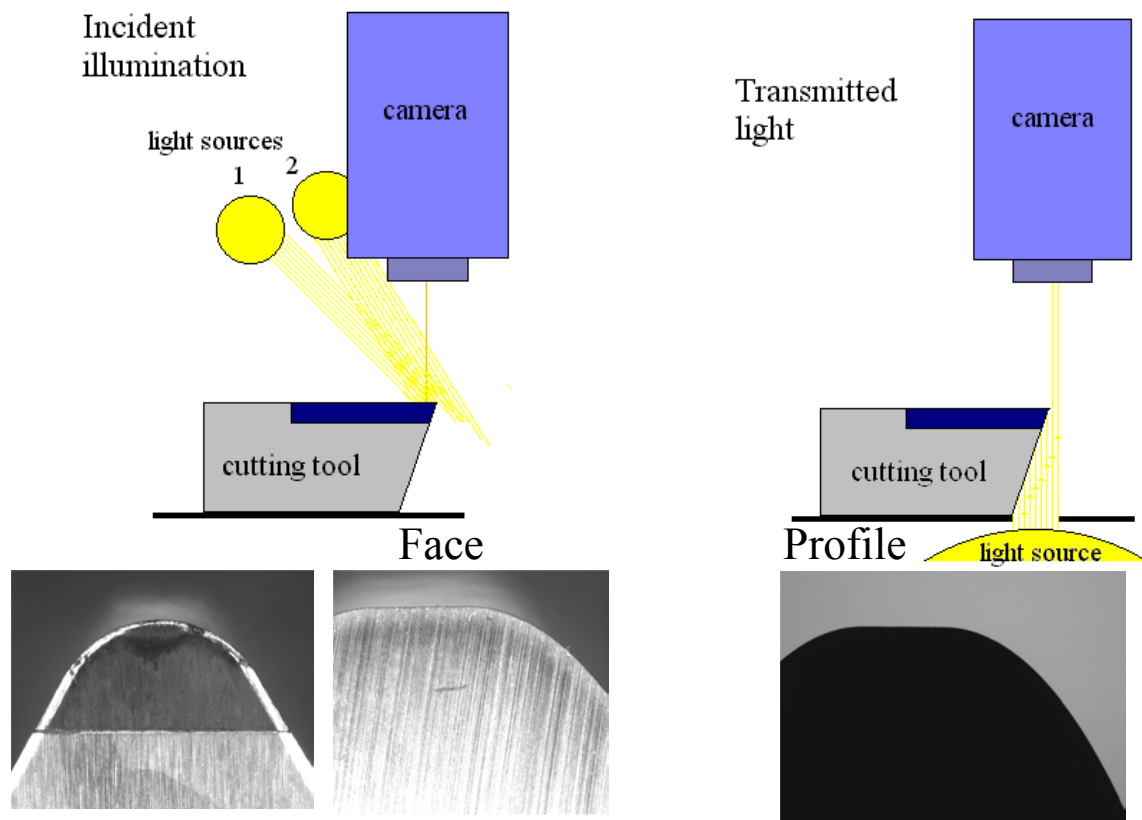 Incident
illumination
camera
light sources
1
2
cutting tool
Face
Transmitted
light
camera
cutting tool
Profile
light source